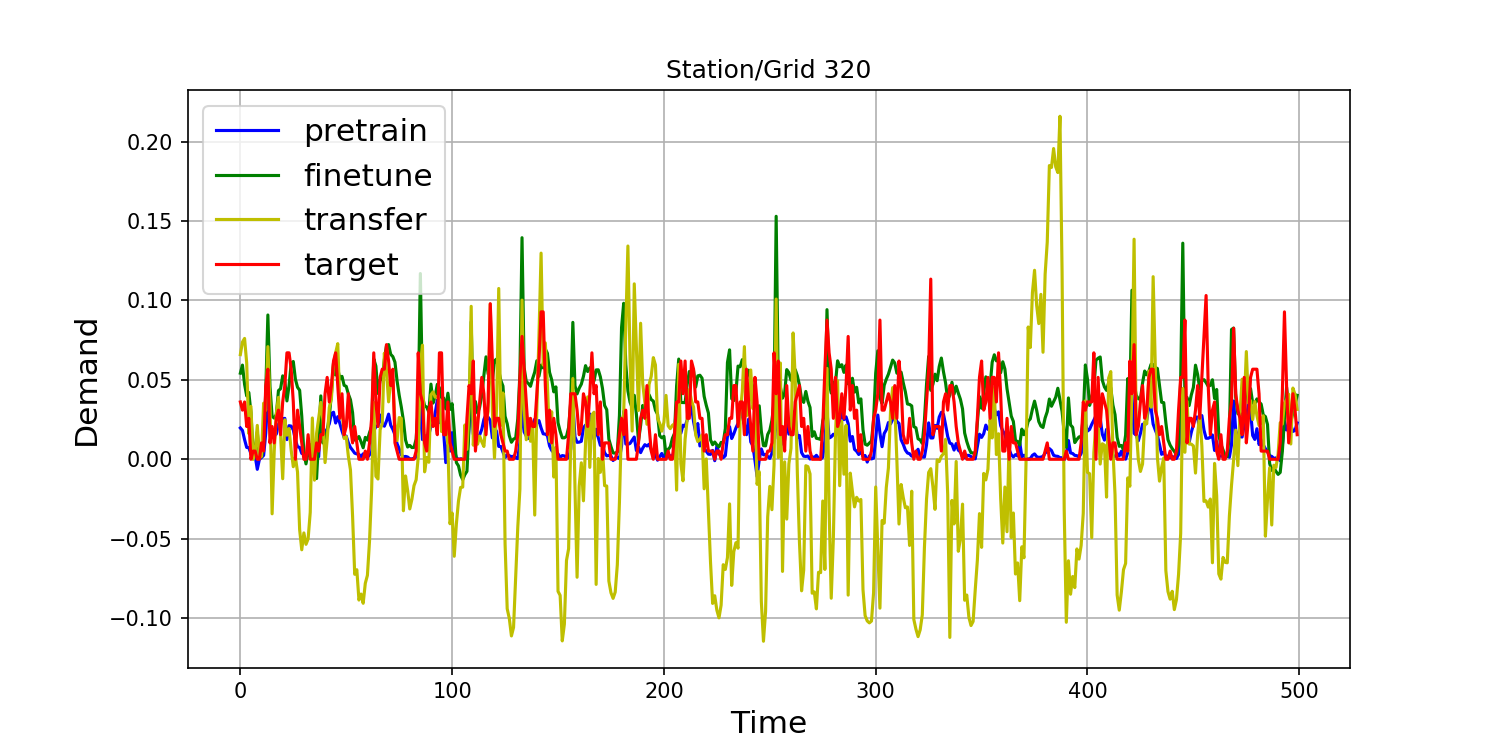 Station/Grid 320
pretrain
finetune
transfer
target
0.20
0.15
0.10
0.05
0.00
−0.05
−0.10
Demand
0 100 200 300 400 500
Time